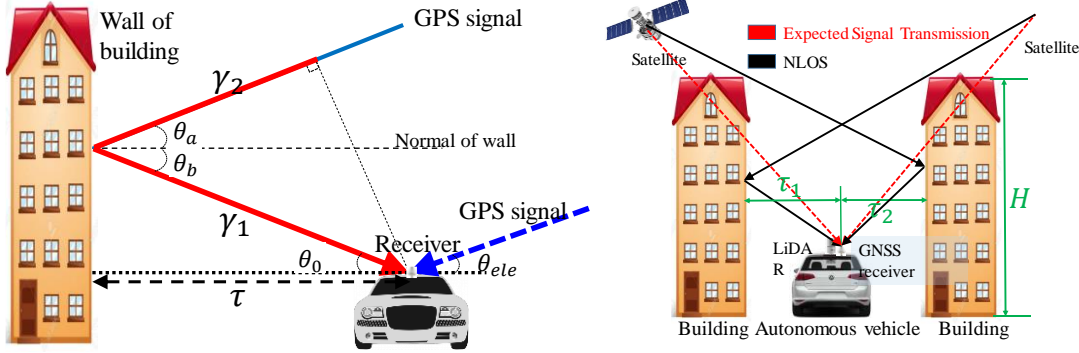 Wall of
building
GPS signal
γ2
θa
Normal of wall
θb
γ1
GPS signal
Receiver
θ0
θele
τ
Expected Signal Transmission
NLOS
Satellite
Satellite
τ1
τ2
H
LiDA
R
GNSS
receiver
Building
Autonomous vehicle
Building